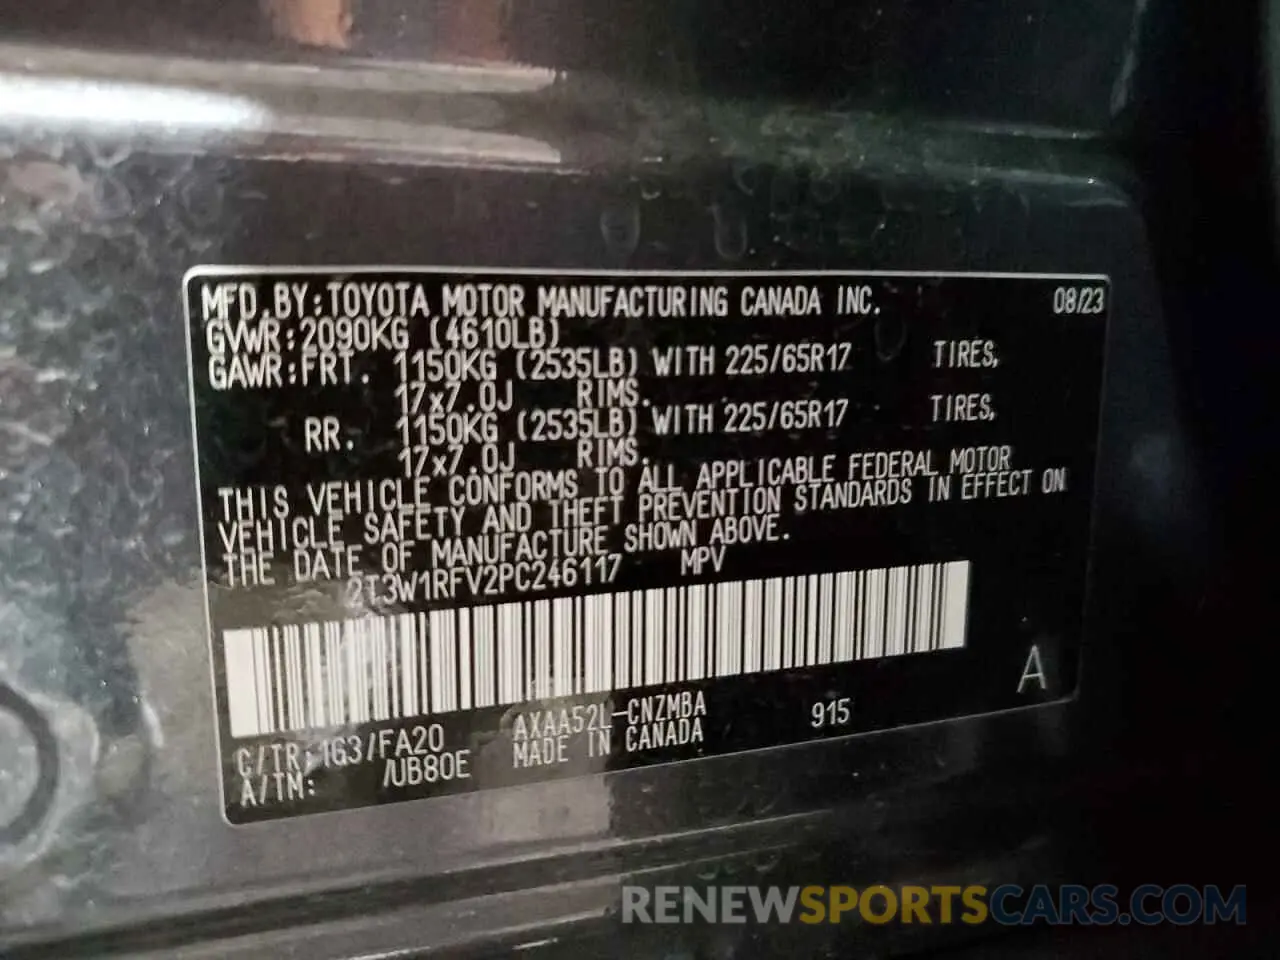 MFD.BY:TOYOTA MOTOR MANUFACTURING CANADA INC. 08/23
GVWR:2090KG (4610LB)
GAWR:FRT. 1150KG (2535LB) WITH 225/65R17 TIRES,
17x7.0J RIMS.
RR. 1150KG (2535LB) WITH 225/65R17 TIRES,
17x7.0J RIMS.
THIS VEHICLE CONFORMS TO ALL APPLICABLE FEDERAL MOTOR
VEHICLE SAFETY AND THEFT PREVENTION STANDARDS IN EFFECT ON
THE DATE OF MANUFACTURE SHOWN ABOVE.
2T3W1RFV2PC246117 MPV
A
C/TR:1G3/FA20 AXAA52L-CNZMBA 915
A/TM: /UB80E MADE IN CANADA
RENEWSPORTSCARS.COM